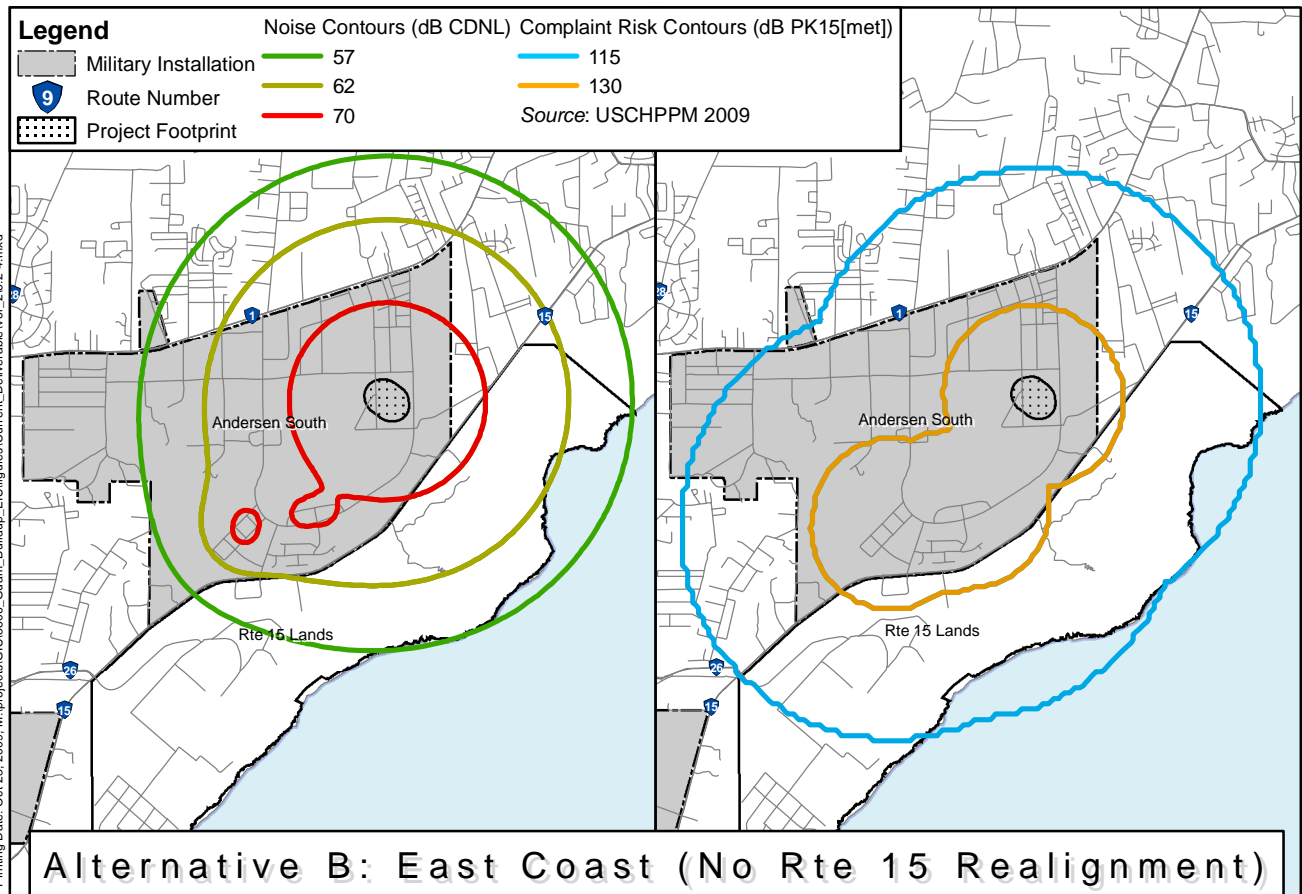 Legend
Military Installation
9
Route Number
Project Footprint
Noise Contours (dB CDNL)
57
62
70
Complaint Risk Contours (dB PK15[met])
115
130
Source: USCHPPM 2009
28
1
15
Andersen South
Rte 15 Lands
26
15
28
1
15
Andersen South
Rte 15 Lands
26
15
Alternative B: East Coast (No Rte 15 Realignment)